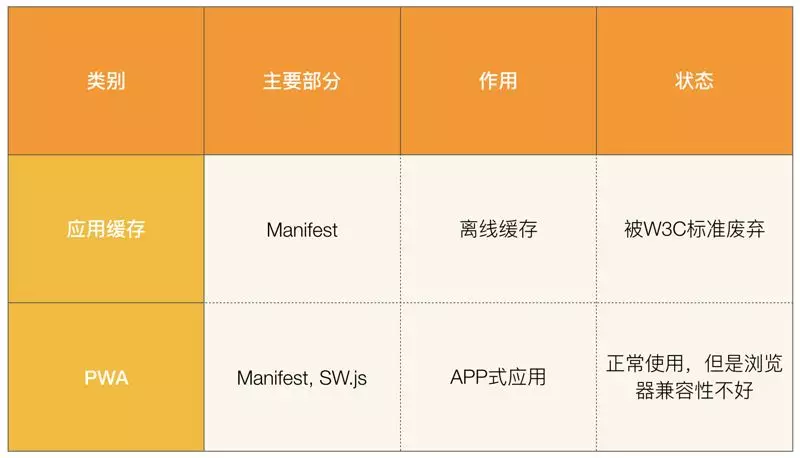 类别 主要部分 作用 状态
应用缓存 Manifest 离线缓存 被W3C标准废弃
PWA Manifest, SW.js APP式应用 正常使用，但是浏览
器兼容性不好